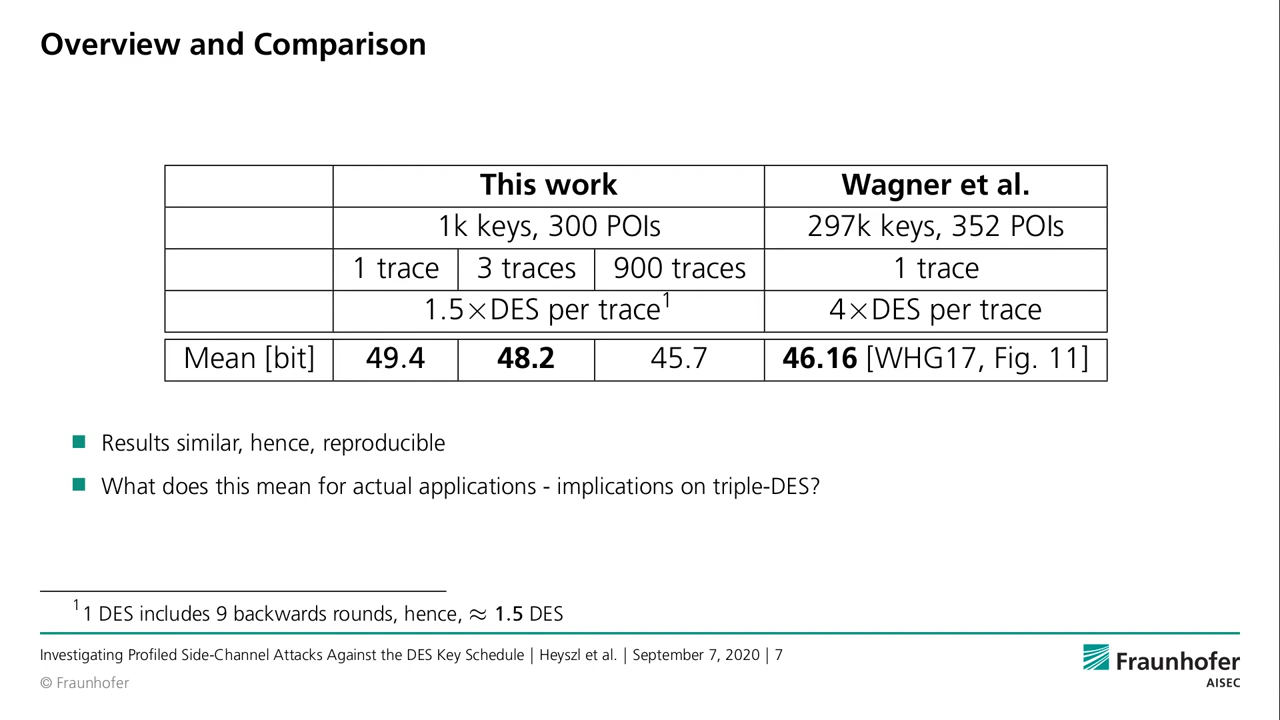 Overview and Comparison
This work Wagner et al.
1k keys, 300 POIs 297k keys, 352 POIs
1 trace 3 traces 900 traces 1 trace
1.5×DES per trace¹ 4×DES per trace
Mean [bit] 49.4 48.2 45.7 46.16 [WHG17, Fig. 11]
Results similar, hence, reproducible
What does this mean for actual applications - implications on triple-DES?
¹1 DES includes 9 backwards rounds, hence, ≈ 1.5 DES
Investigating Profiled Side-Channel Attacks Against the DES Key Schedule | Heyszl et al. | September 7, 2020 | 7
© Fraunhofer
Fraunhofer
AISEC